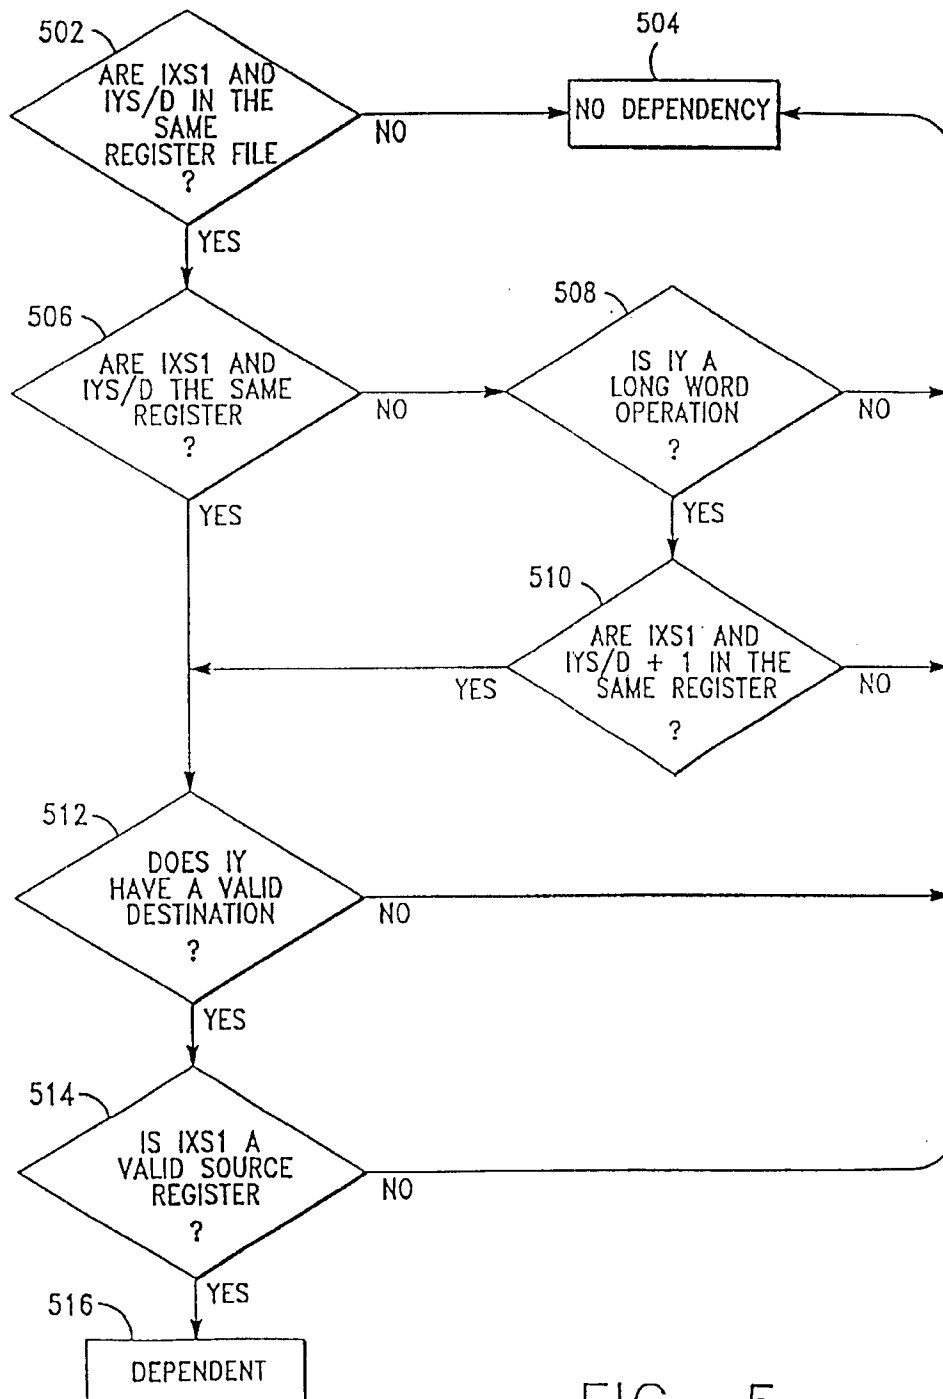 502
ARE IXS1 AND
IYS/D IN THE
SAME
REGISTER FILE
?
NO
504
NO DEPENDENCY
YES
506
ARE IXS1 AND
IYS/D THE SAME
REGISTER
?
NO
508
IS IY A
LONG WORD
OPERATION
?
NO
YES
YES
510
ARE IXS1 AND
IYS/D + 1 IN THE
SAME REGISTER
?
YES
NO
512
DOES IY
HAVE A VALID
DESTINATION
?
NO
YES
514
IS IXS1 A
VALID SOURCE
REGISTER
?
NO
YES
516
DEPENDENT
FIG. 5